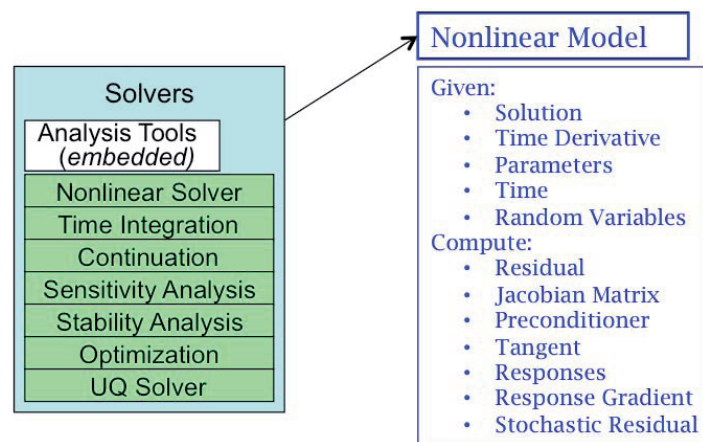 Solvers
Analysis Tools
(embedded)
Nonlinear Solver
Time Integration
Continuation
Sensitivity Analysis
Stability Analysis
Optimization
UQ Solver
Nonlinear Model
Given:
• Solution
• Time Derivative
• Parameters
• Time
• Random Variables
Compute:
• Residual
• Jacobian Matrix
• Preconditioner
• Tangent
• Responses
• Response Gradient
• Stochastic Residual